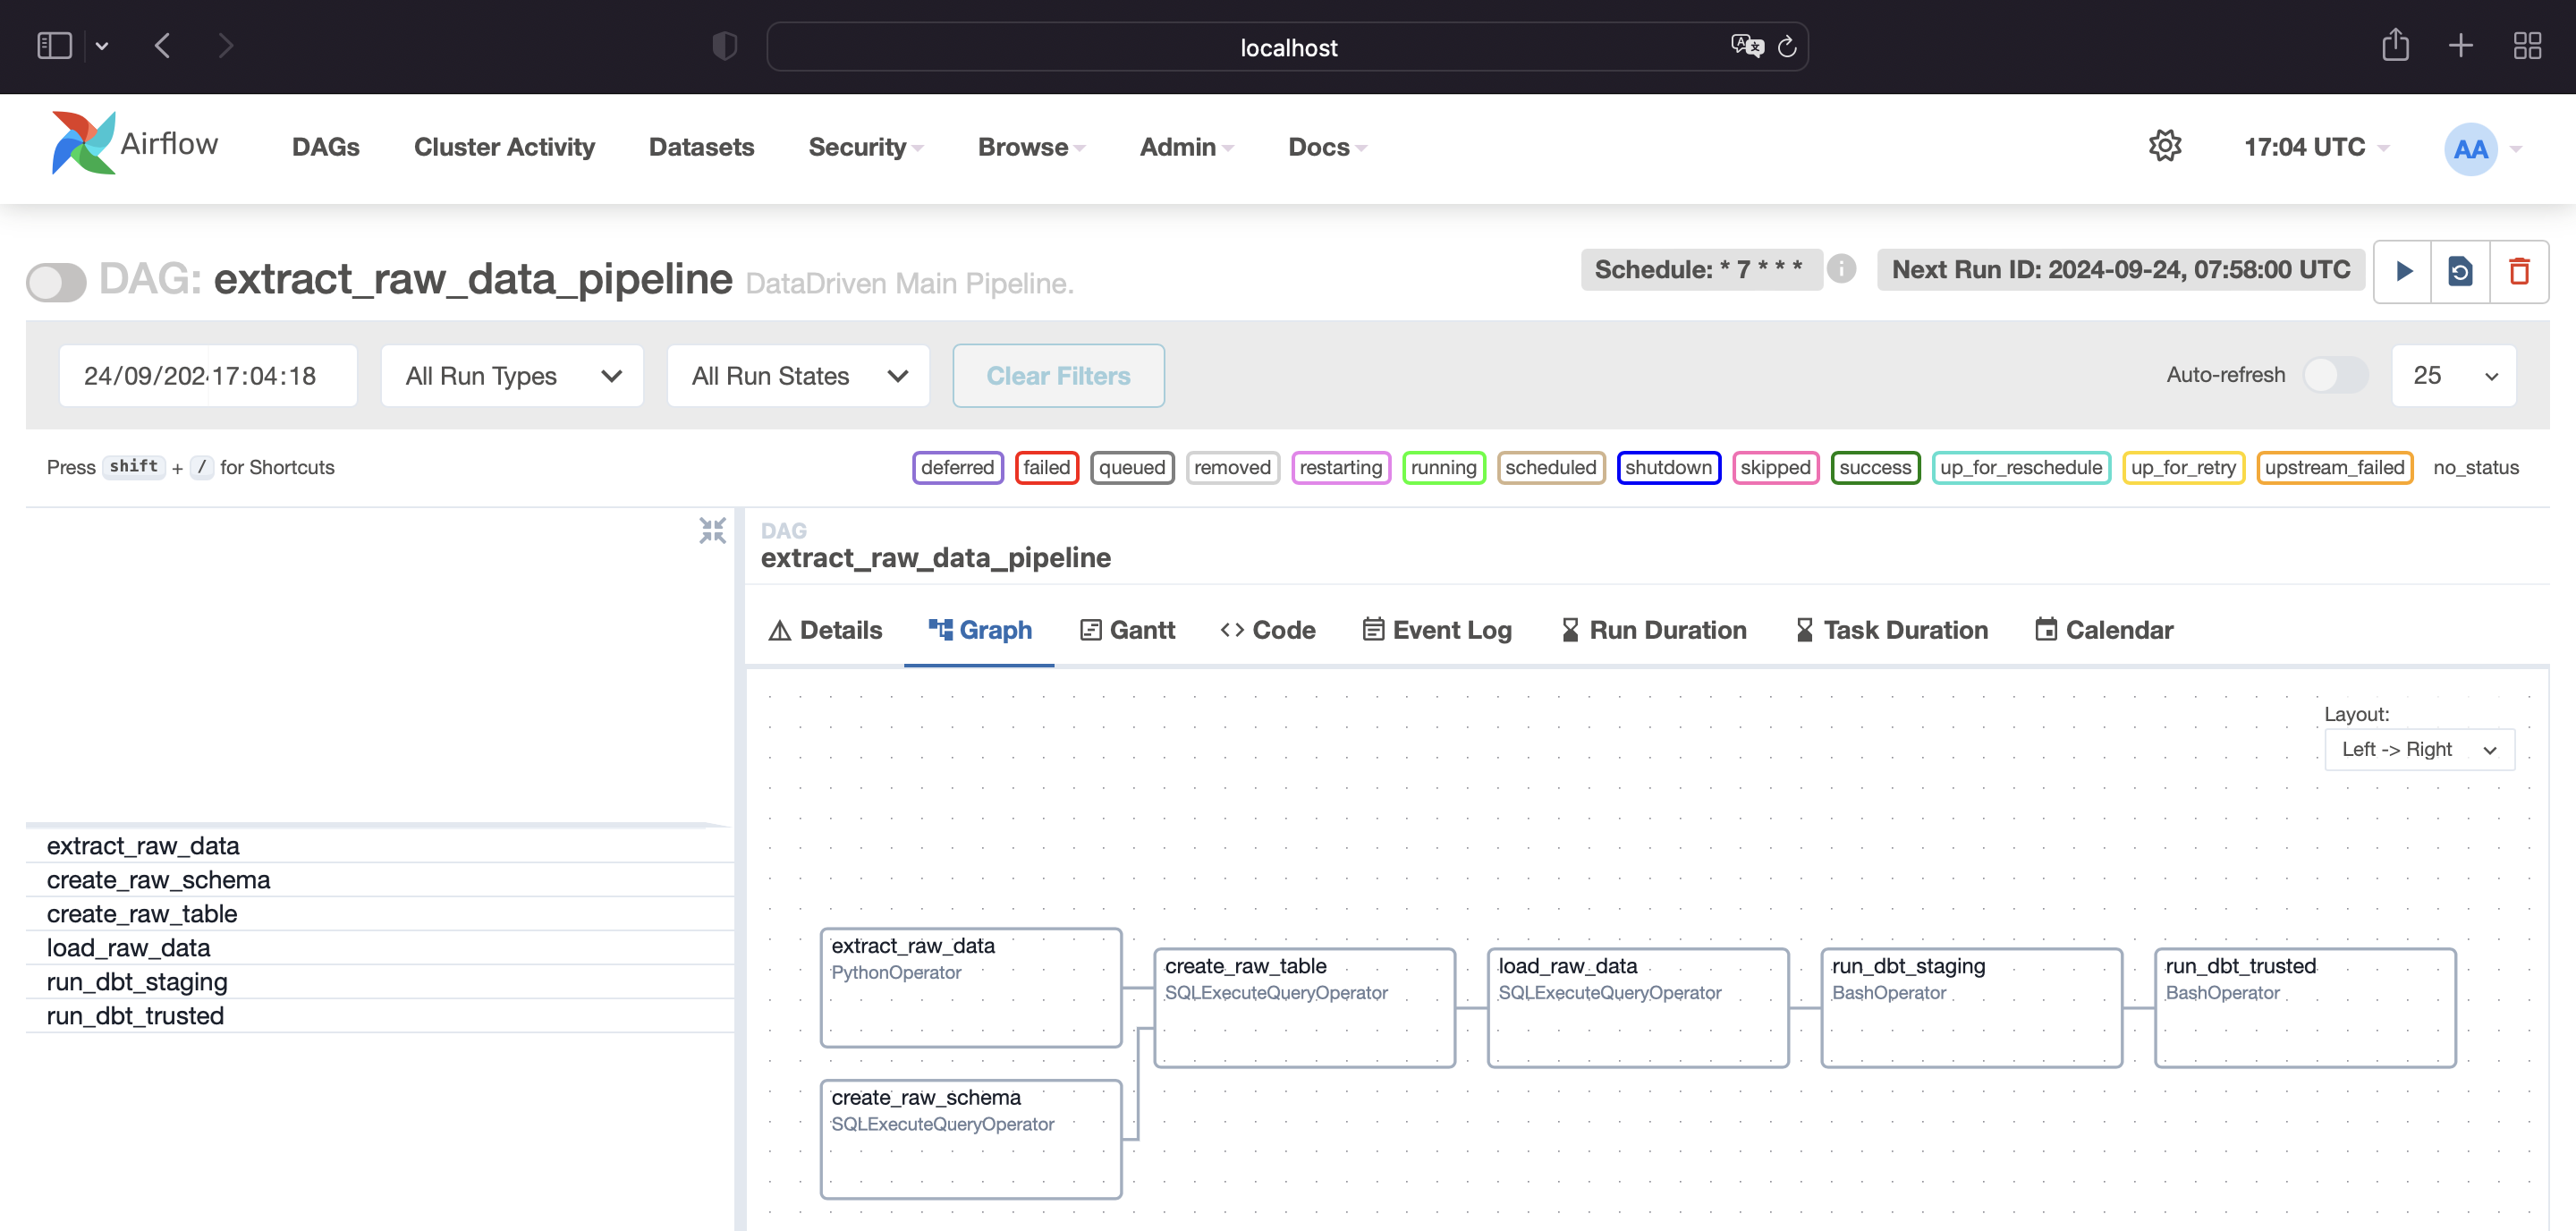 localhost
Airflow DAGs Cluster Activity Datasets Security Browse Admin Docs 17:04 UTC AA
DAG: extract_raw_data_pipeline DataDriven Main Pipeline. Schedule: * 7 * * * Next Run ID: 2024-09-24, 07:58:00 UTC
24/09/202 17:04:18 All Run Types All Run States Clear Filters Auto-refresh 25
Press shift + / for Shortcuts deferred failed queued removed restarting running scheduled shutdown skipped success up_for_reschedule up_for_retry upstream_failed no_status
DAG
extract_raw_data_pipeline
Details Graph Gantt Code Event Log Run Duration Task Duration Calendar
Layout:
Left -> Right
extract_raw_data
create_raw_schema
create_raw_table
load_raw_data
run_dbt_staging
run_dbt_trusted
extract_raw_data
PythonOperator
create_raw_schema
SQLExecuteQueryOperator
create_raw_table
SQLExecuteQueryOperator
load_raw_data
SQLExecuteQueryOperator
run_dbt_staging
BashOperator
run_dbt_trusted
BashOperator